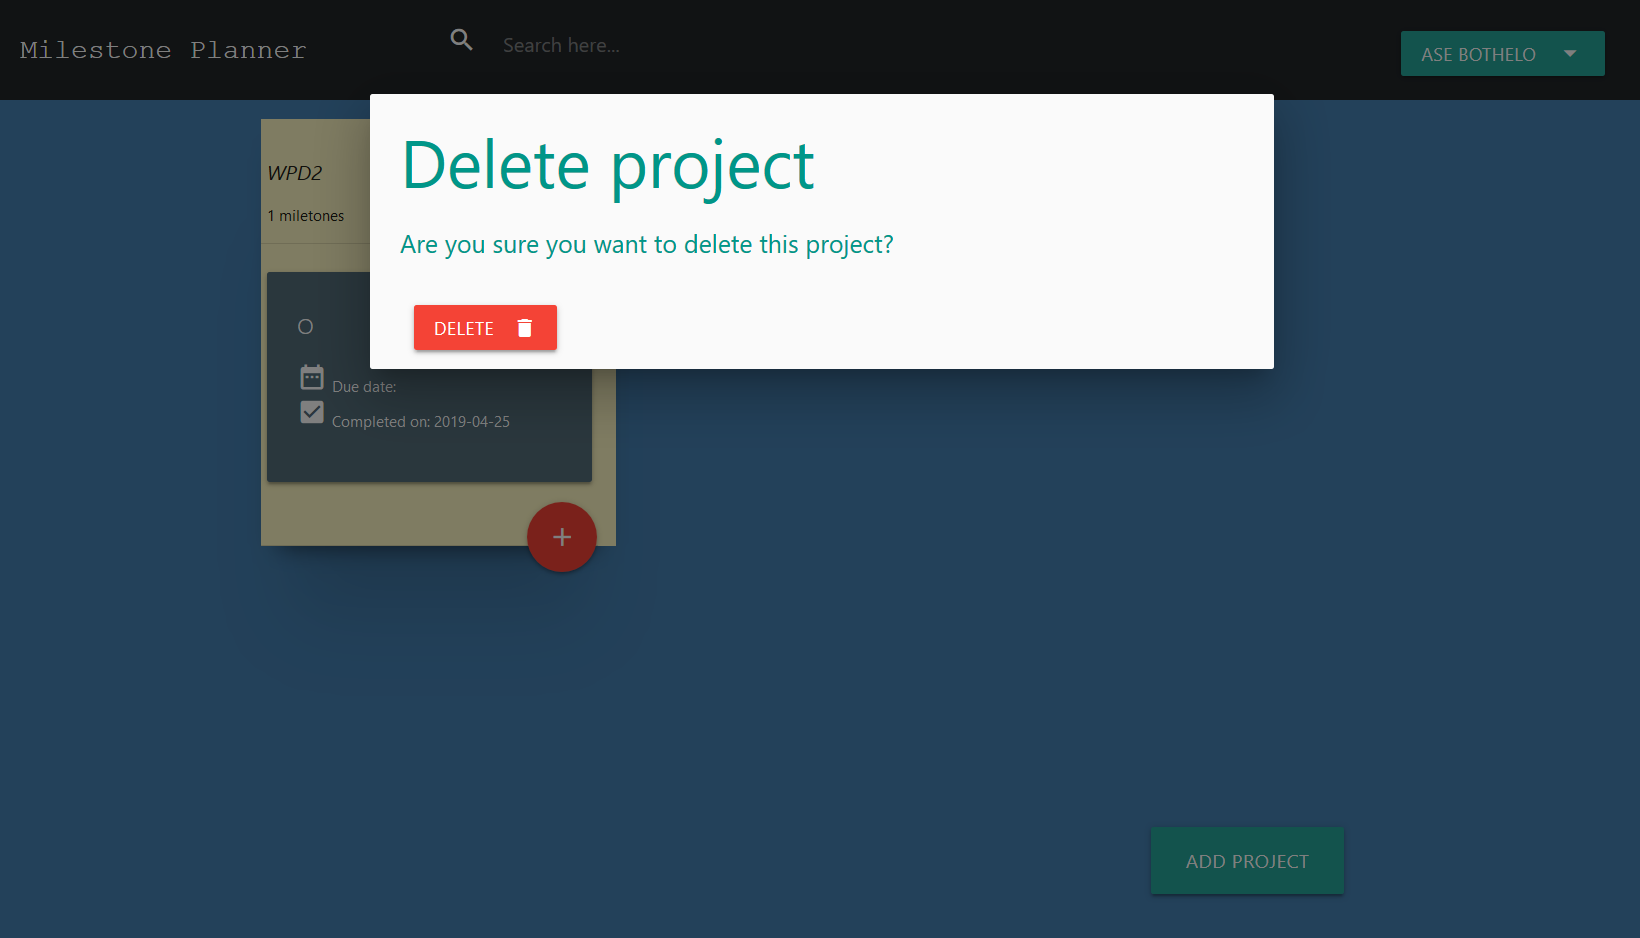 Milestone Planner
Search here...
ASE BOTHELO
Delete project
Are you sure you want to delete this project?
DELETE
WPD2
1 miletones
O
Due date:
Completed on: 2019-04-25
ADD PROJECT